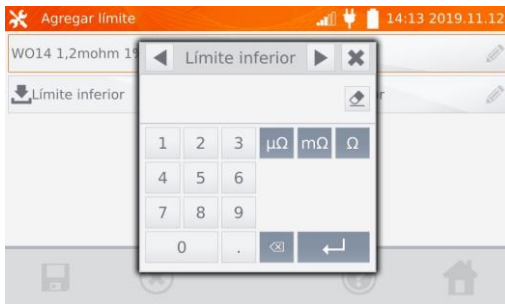 Agregar límite 14:13 2019.11.12
WO14 1,2mohm 1%
Límite inferior
Límite inferior
1 2 3 μΩ mΩ Ω
4 5 6
7 8 9
0 .